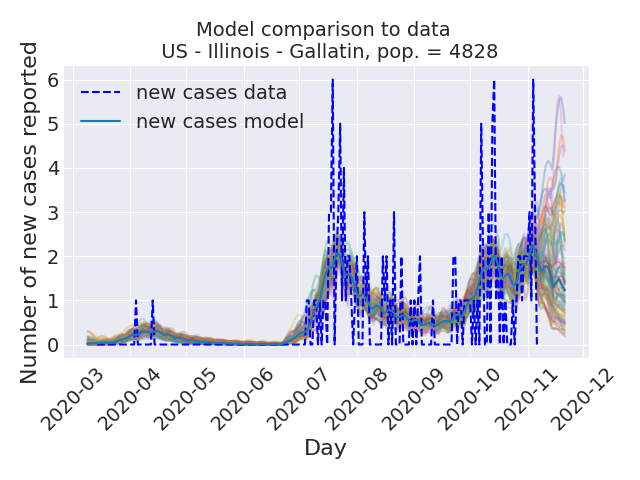 Model comparison to data
US - Illinois - Gallatin, pop. = 4828
Number of new cases reported
6
5
4
3
2
1
0
new cases data
new cases model
2020-03
2020-04
2020-05
2020-06
2020-07
2020-08
2020-09
2020-10
2020-11
2020-12
Day